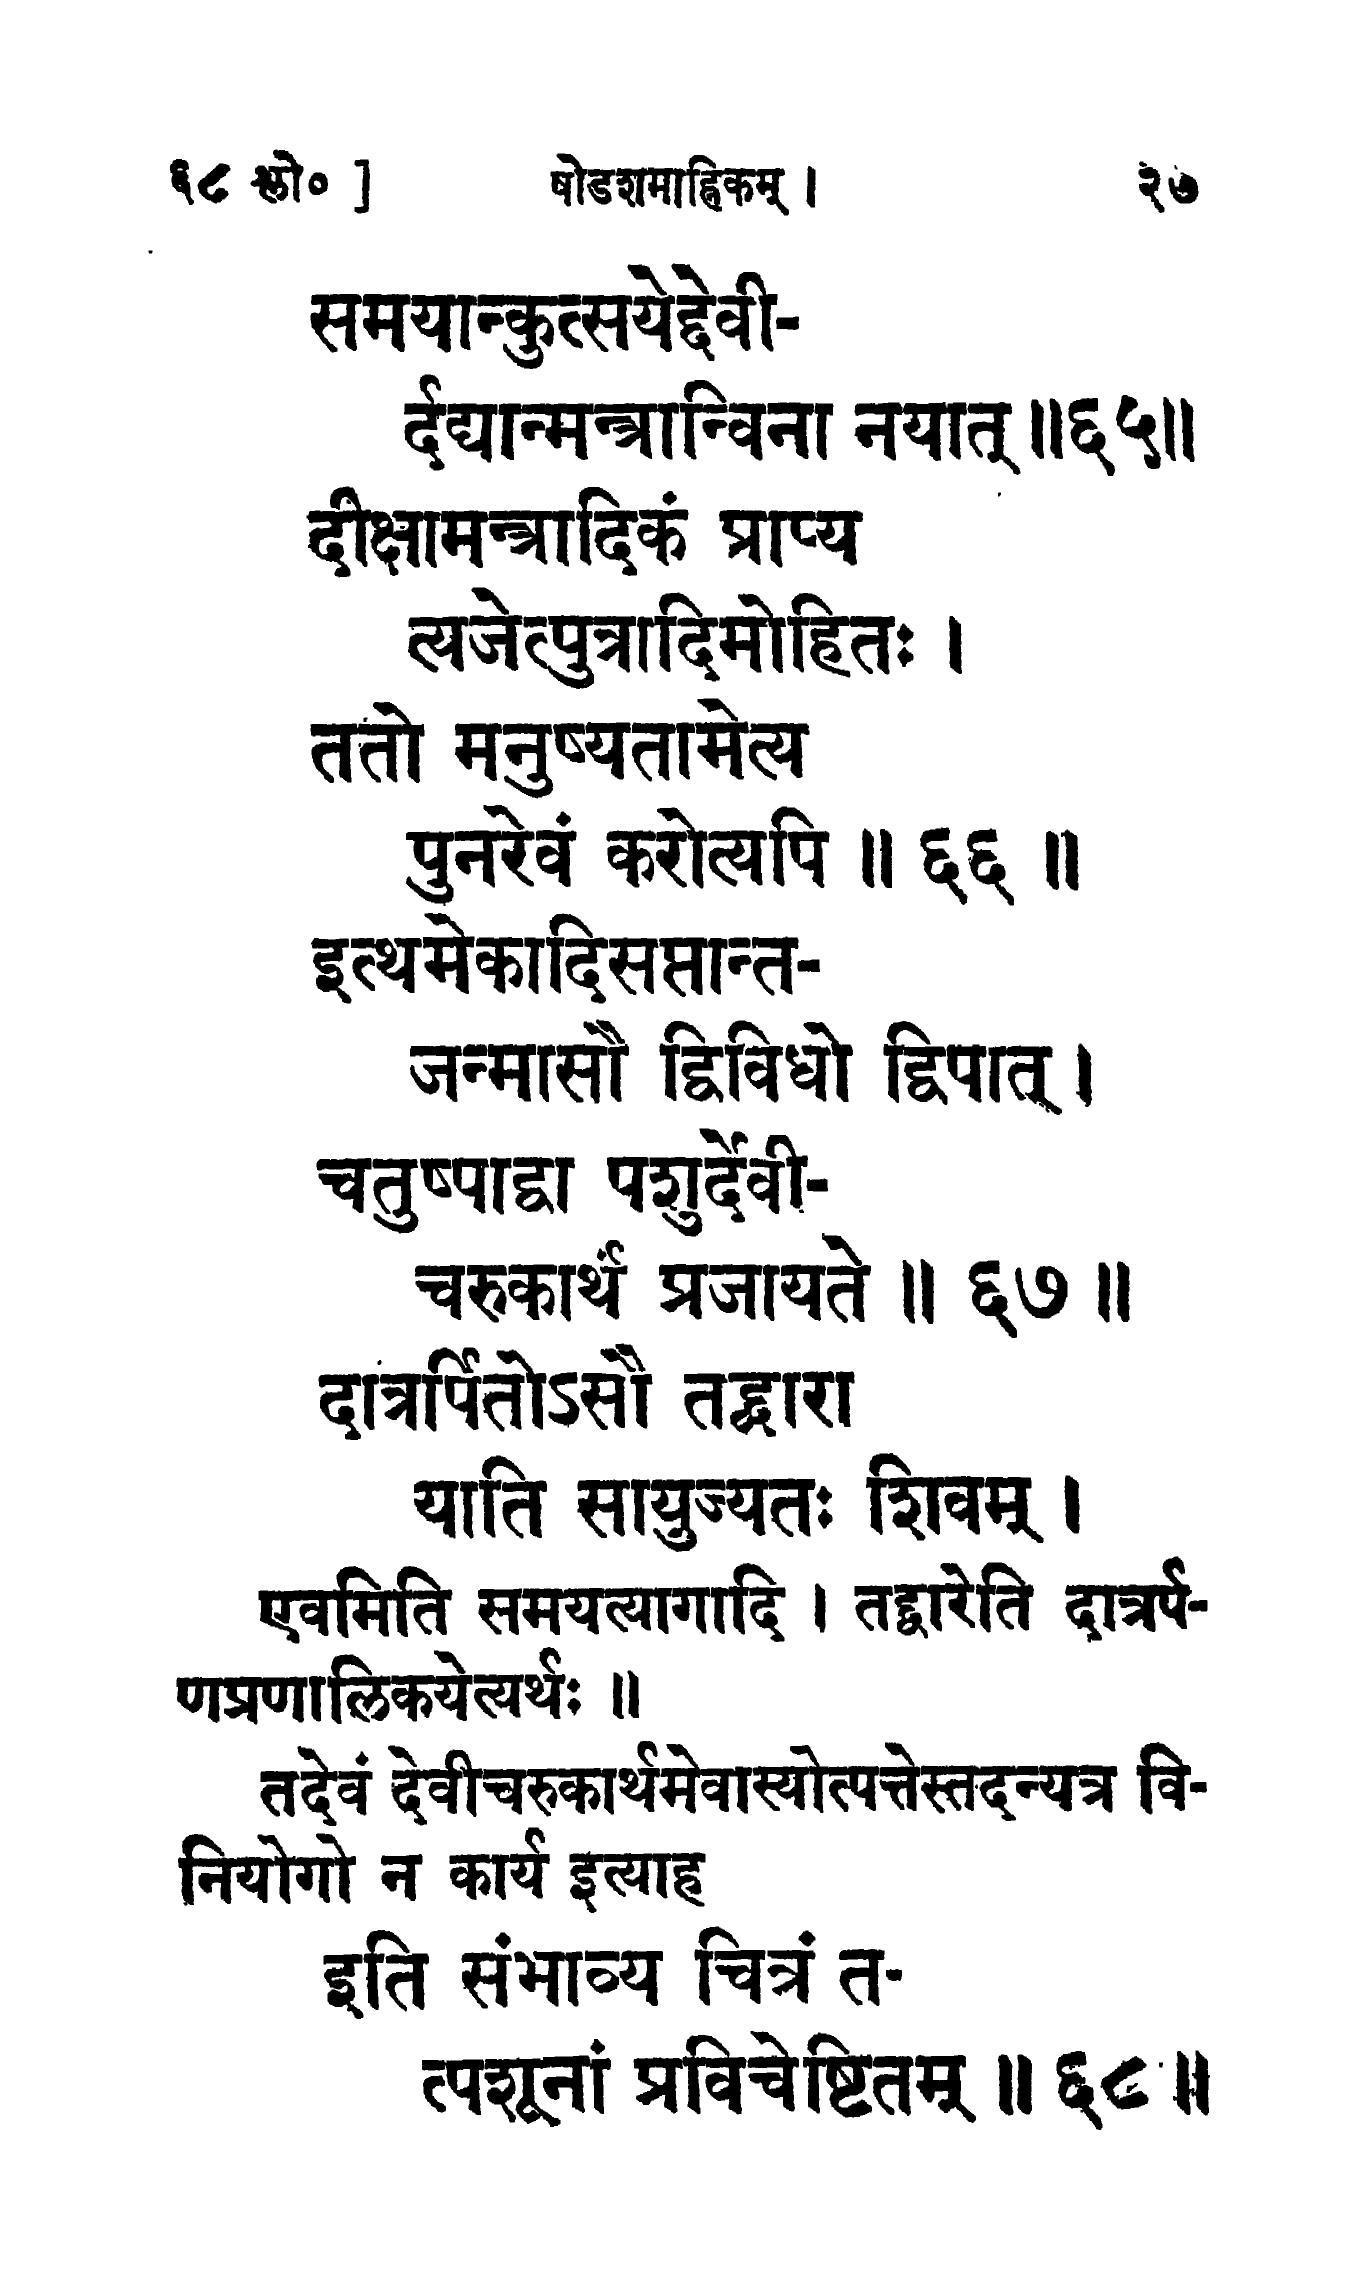 ६८ श्लो० ]
षोडशमाह्निकम् ।
२७
समयान्कुत्सयेद्देवी-
र्दद्यान्मन्त्रान्विना नयात् ॥६५॥
दीक्षामन्त्रादिकं प्राप्य
त्यजेत्पुत्रादिमोहितः ।
ततो मनुष्यतामेत्य
पुनरेवं करोत्यपि ॥ ६६ ॥
इत्थमेकादिसप्तान्त-
जन्मासौ द्विविधो द्विपात् ।
चतुष्पाद्वा पशुर्देवी-
चरुकार्थं प्रजायते ॥ ६७ ॥
दात्रर्पितोऽसौ तद्द्वारा
याति सायुज्यतः शिवम् ।
एवमिति समयत्यागादि । तद्द्वारेति दात्रर्प-
णप्रणालिकयेत्यर्थः ॥
तदेवं देवीचरुकार्थमेवास्योत्पत्तेस्तदन्यत्र वि-
नियोगो न कार्य इत्याह
इति संभाव्य चित्रं त-
त्पशूनां प्रविचेष्टितम् ॥ ६८ ॥